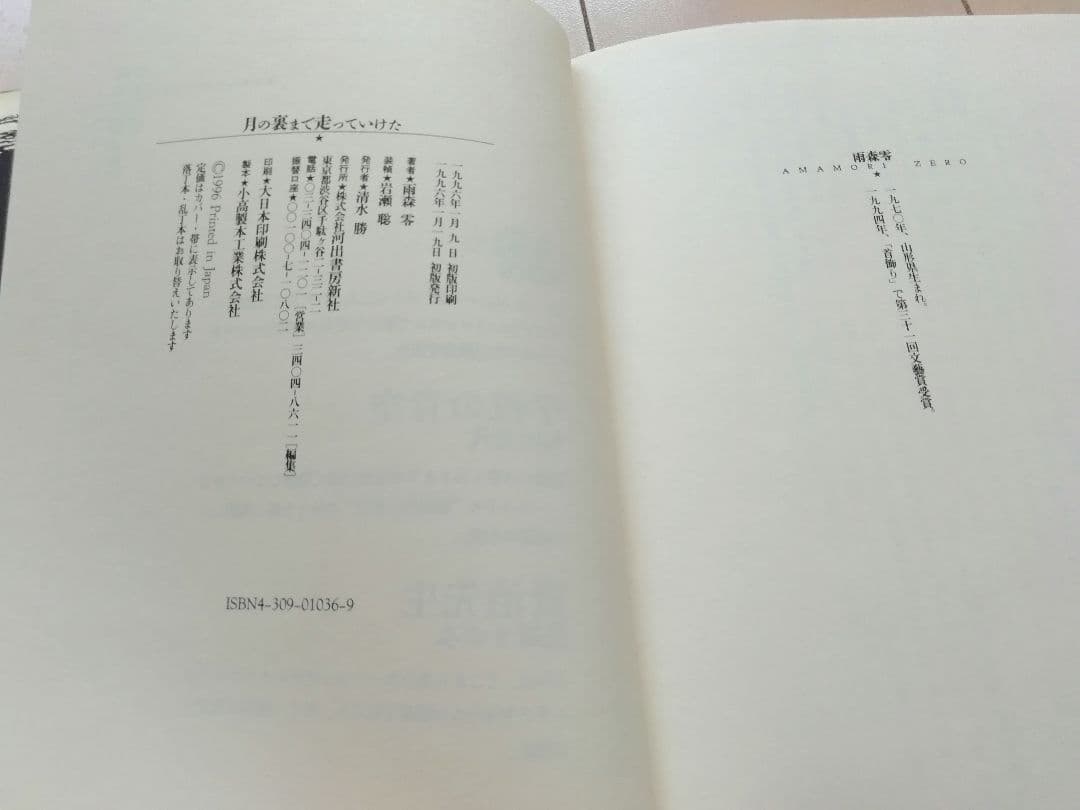 雨森零
AMAMORI ZERO
★
一九七〇年、山形県生まれ。
一九九四年、「首飾り」で第三十一回文藝賞受賞。
月の裏まで走っていけた
★
一九九六年一月九日 初版印刷
一九九六年一月一九日 初版発行
著者★雨森 零
装幀★岩瀬 聡
発行者★清水 勝
発行所★株式会社河出書房新社
東京都渋谷区千駄ヶ谷二-三二-二
電話★〇三-三四〇四-一二〇一［営業］三四〇四-八六一一［編集］
振替口座★〇〇一〇〇-七-一〇八〇二
印刷★大日本印刷株式会社
製本★小高製本工業株式会社
©1996 Printed in Japan
定価はカバー・帯に表示してあります
落丁本・乱丁本はお取り替えいたします
ISBN4-309-01036-9